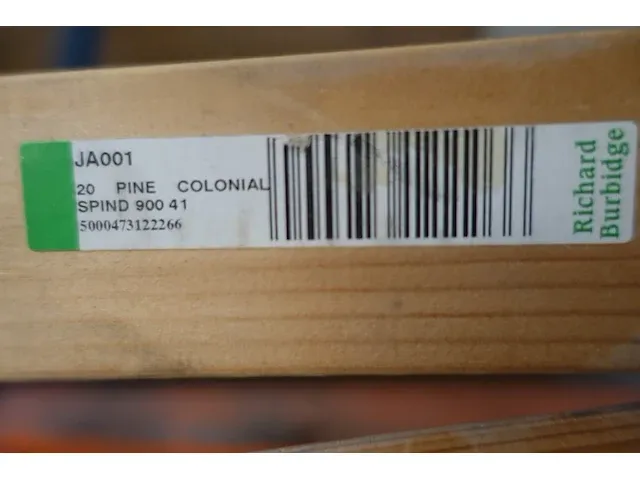 JA001
20 PINE COLONIAL
SPIND 900 41
5000473122266
Richard
Burbidge